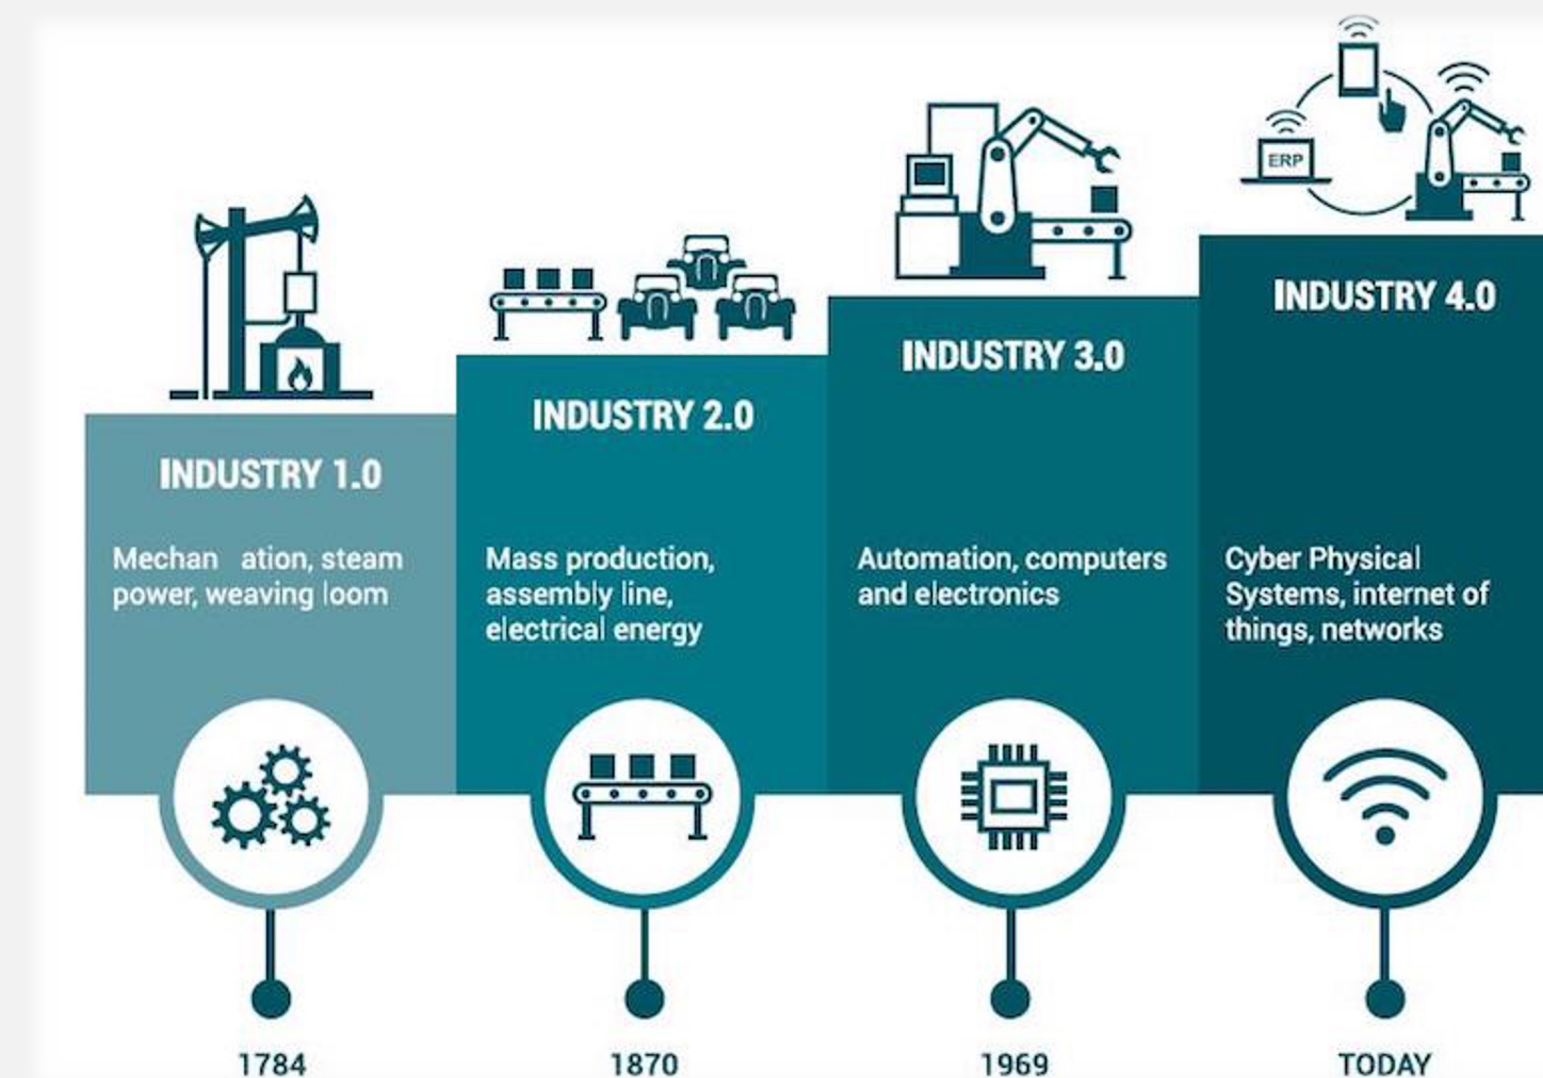 ERP
INDUSTRY 4.0
INDUSTRY 3.0
INDUSTRY 2.0
INDUSTRY 1.0
Mechan ation, steam
power, weaving loom
Mass production,
assembly line,
electrical energy
Automation, computers
and electronics
Cyber Physical
Systems, internet of
things, networks
1784
1870
1969
TODAY